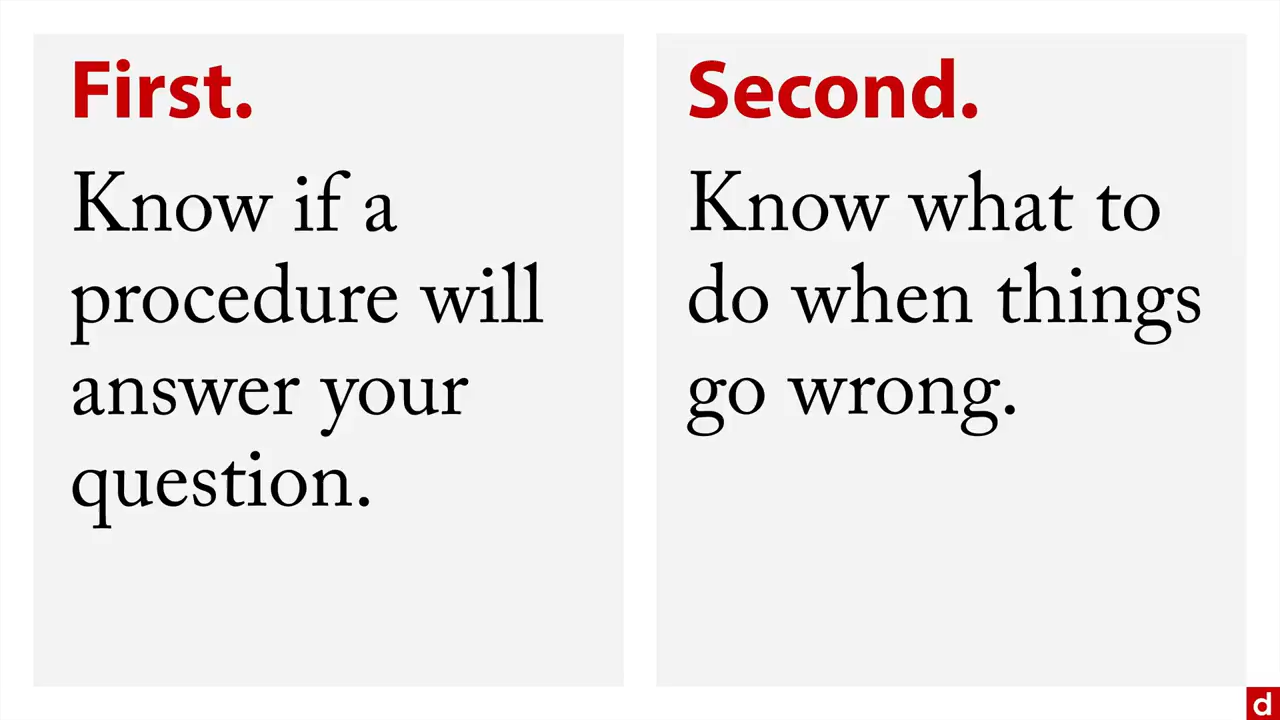 First.
Know if a
procedure will
answer your
question.
Second.
Know what to
do when things
go wrong.
d